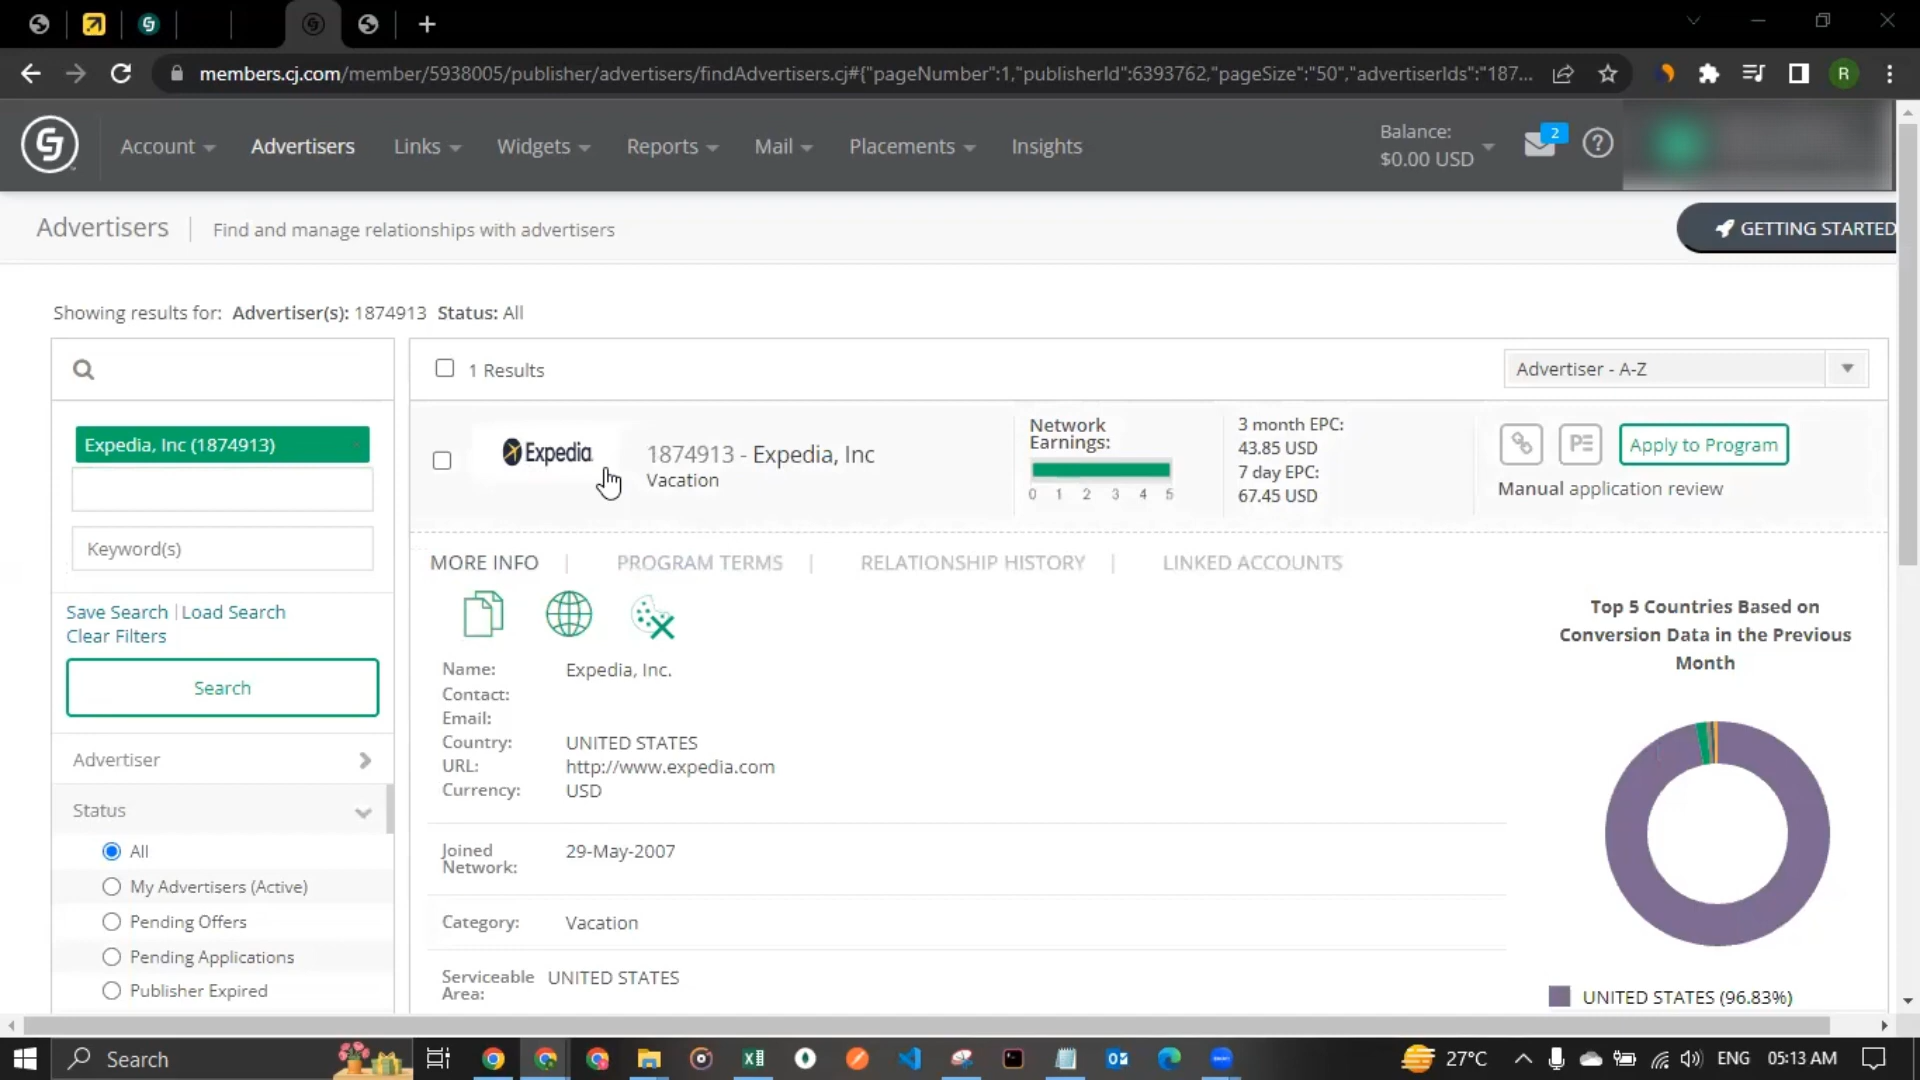 members.cj.com/member/5938005/publisher/advertisers/findAdvertisers.cj#{"pageNumber":1,"publisherId":6393762,"pageSize":"50","advertiserIds":"187...
R
Account
Advertisers
Links
Widgets
Reports
Mail
Placements
Insights
Balance:
$0.00 USD
2
Advertisers
Find and manage relationships with advertisers
GETTING STARTED
Showing results for: Advertiser(s): 1874913 Status: All
1 Results
Advertiser - A-Z
Expedia, Inc (1874913)
Keyword(s)
Save Search | Load Search
Clear Filters
Search
Advertiser
Status
All
My Advertisers (Active)
Pending Offers
Pending Applications
Publisher Expired
Expedia
1874913 - Expedia, Inc
Vacation
Network
Earnings:
0 1 2 3 4 5
3 month EPC:
43.85 USD
7 day EPC:
67.45 USD
Apply to Program
Manual application review
MORE INFO | PROGRAM TERMS | RELATIONSHIP HISTORY | LINKED ACCOUNTS
Name: Expedia, Inc.
Contact:
Email:
Country: UNITED STATES
URL: http://www.expedia.com
Currency: USD
Joined
Network: 29-May-2007
Category: Vacation
Serviceable
Area: UNITED STATES
Top 5 Countries Based on
Conversion Data in the Previous
Month
UNITED STATES (96.83%)
Search
27°C
ENG
05:13 AM